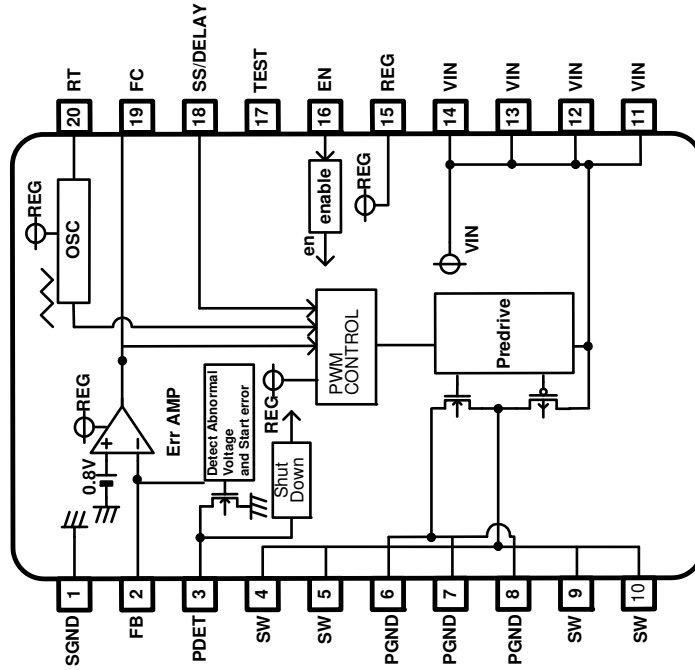 SGND
1
FB
2
PDET
3
SW
4
SW
5
PGND
6
PGND
7
PGND
8
SW
9
SW
10
RT
20
FC
19
SS/DELAY
18
TEST
17
EN
16
REG
15
VIN
14
VIN
13
VIN
12
VIN
11
REG
OSC
REG
+
−
0.8V
Err AMP
Detect Abnormal
Voltage
and Start error
REG
Shut
Down
PWM
CONTROL
enable
en
REG
VIN
Predrive